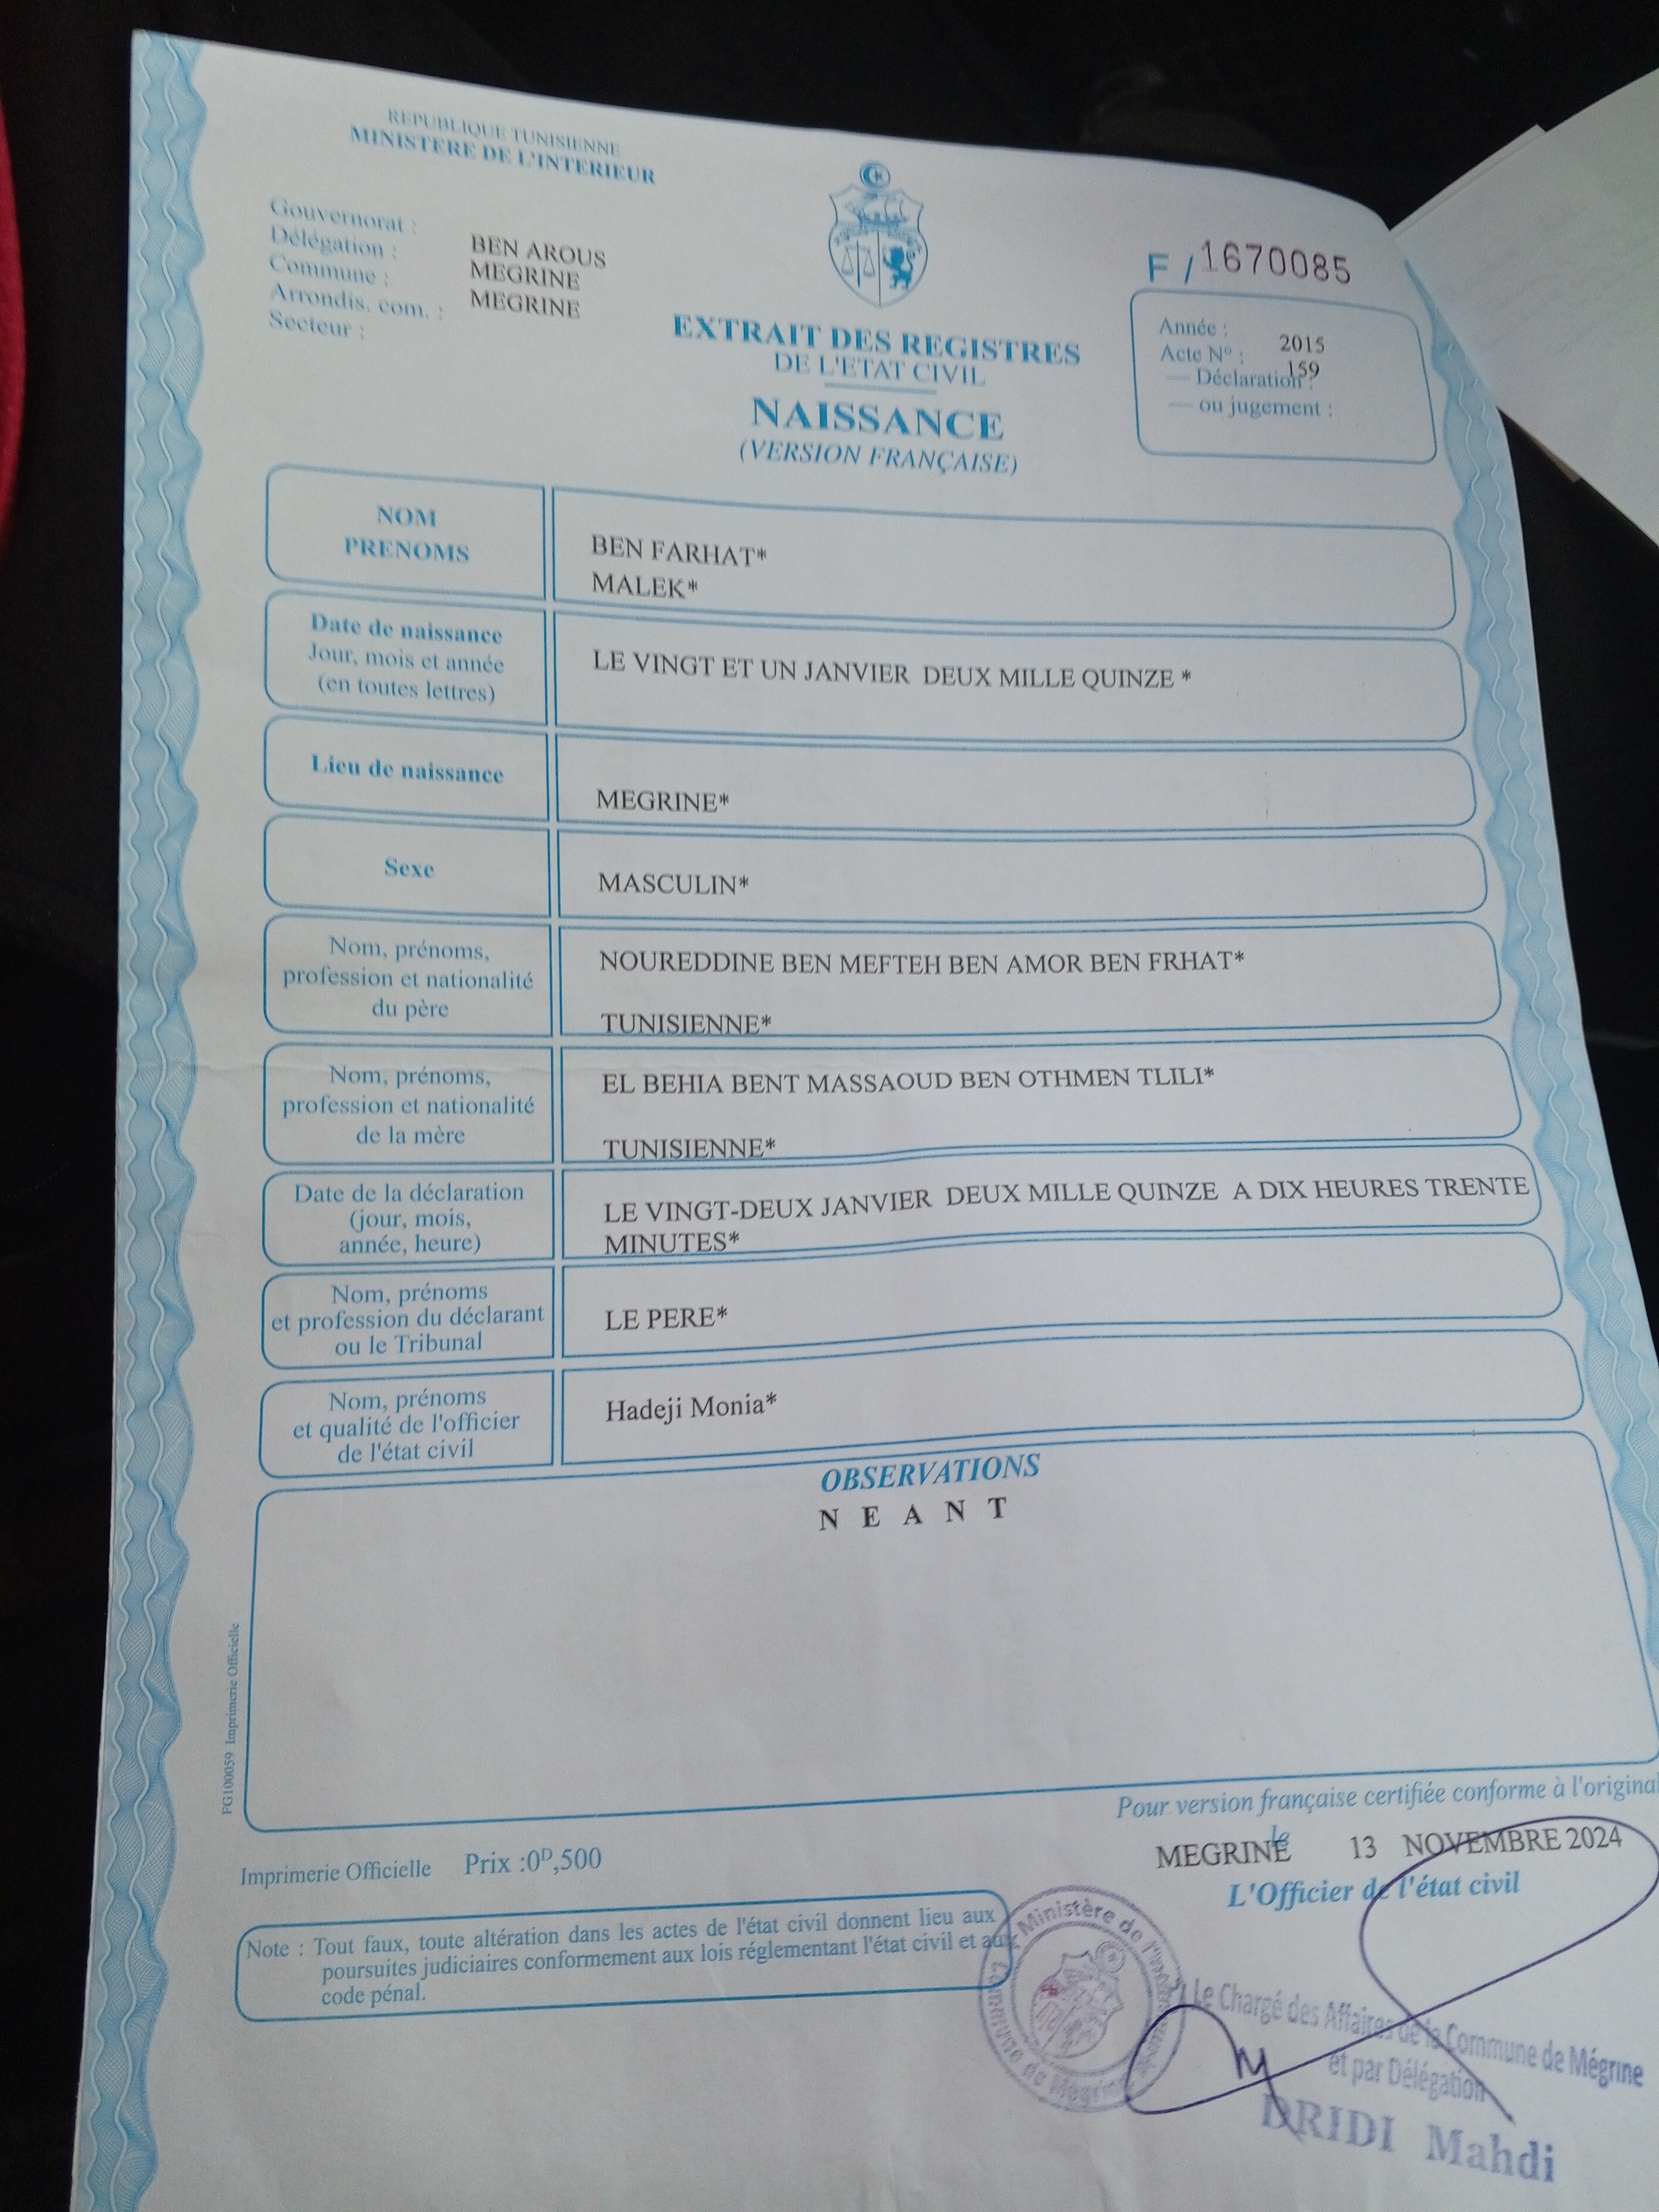 REPUBLIQUE TUNISIENNE
MINISTERE DE L'INTERIEUR
Gouvernorat :
Délégation : BEN AROUS
Commune : MEGRINE
Arrondis. com. : MEGRINE
Secteur :
F / 1670085
Année : 2015
Acte N° : 159
— Déclaration :
— ou jugement :
EXTRAIT DES REGISTRES
DE L'ETAT CIVIL
NAISSANCE
(VERSION FRANÇAISE)
NOM
PRENOMS
BEN FARHAT*
MALEK*
Date de naissance
Jour, mois et année
(en toutes lettres)
LE VINGT ET UN JANVIER DEUX MILLE QUINZE *
Lieu de naissance
MEGRINE*
Sexe
MASCULIN*
Nom, prénoms,
profession et nationalité
du père
NOUREDDINE BEN MEFTEH BEN AMOR BEN FRHAT*
TUNISIENNE*
Nom, prénoms,
profession et nationalité
de la mère
EL BEHIA BENT MASSAOUD BEN OTHMEN TLILI*
TUNISIENNE*
Date de la déclaration
(jour, mois,
année, heure)
LE VINGT-DEUX JANVIER DEUX MILLE QUINZE A DIX HEURES TRENTE
MINUTES*
Nom, prénoms
et profession du déclarant
ou le Tribunal
LE PERE*
Nom, prénoms
et qualité de l'officier
de l'état civil
Hadeji Monia*
OBSERVATIONS
N E A N T
FG100059 Imprimerie Officielle
Pour version française certifiée conforme à l'original
MEGRINE le 13 NOVEMBRE 2024
L'Officier de l'état civil
Imprimerie Officielle Prix :0ᴰ,500
Note : Tout faux, toute altération dans les actes de l'état civil donnent lieu aux
poursuites judiciaires conformement aux lois réglementant l'état civil et au
code pénal.
Ministère de l'Intérieur
Commune de Mégrine
Le Chargé des Affaires de la Commune de Mégrine
et par Délégation
DRIDI Mahdi